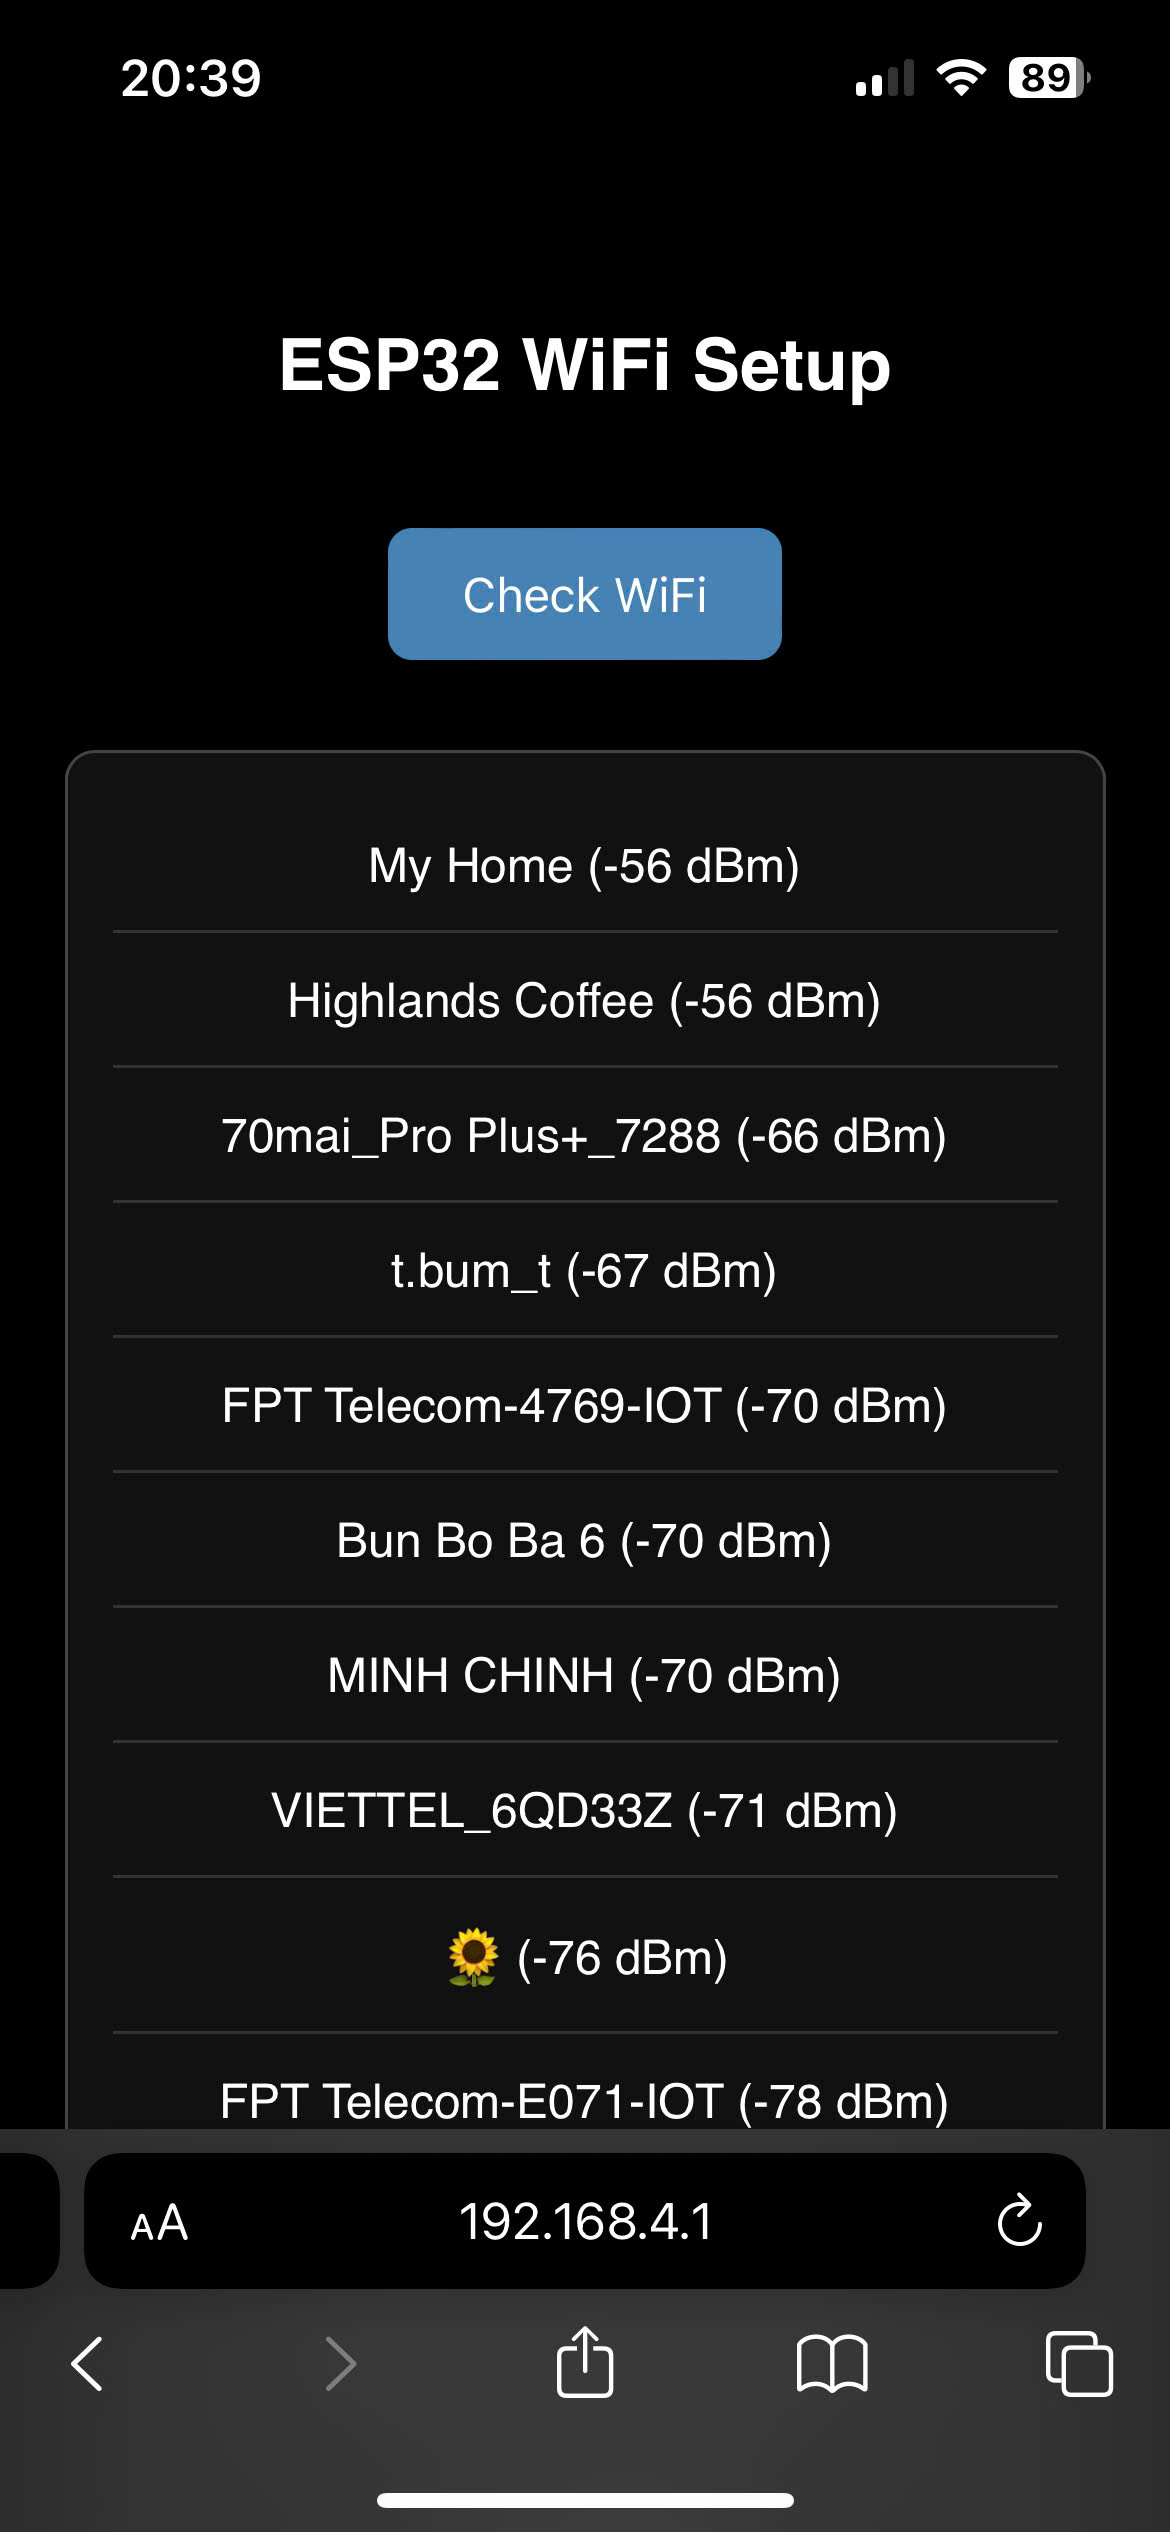 20:39
89
ESP32 WiFi Setup
Check WiFi
My Home (-56 dBm)
Highlands Coffee (-56 dBm)
70mai_Pro Plus+_7288 (-66 dBm)
t.bum_t (-67 dBm)
FPT Telecom-4769-IOT (-70 dBm)
Bun Bo Ba 6 (-70 dBm)
MINH CHINH (-70 dBm)
VIETTEL_6QD33Z (-71 dBm)
🌻 (-76 dBm)
FPT Telecom-E071-IOT (-78 dBm)
AA 192.168.4.1